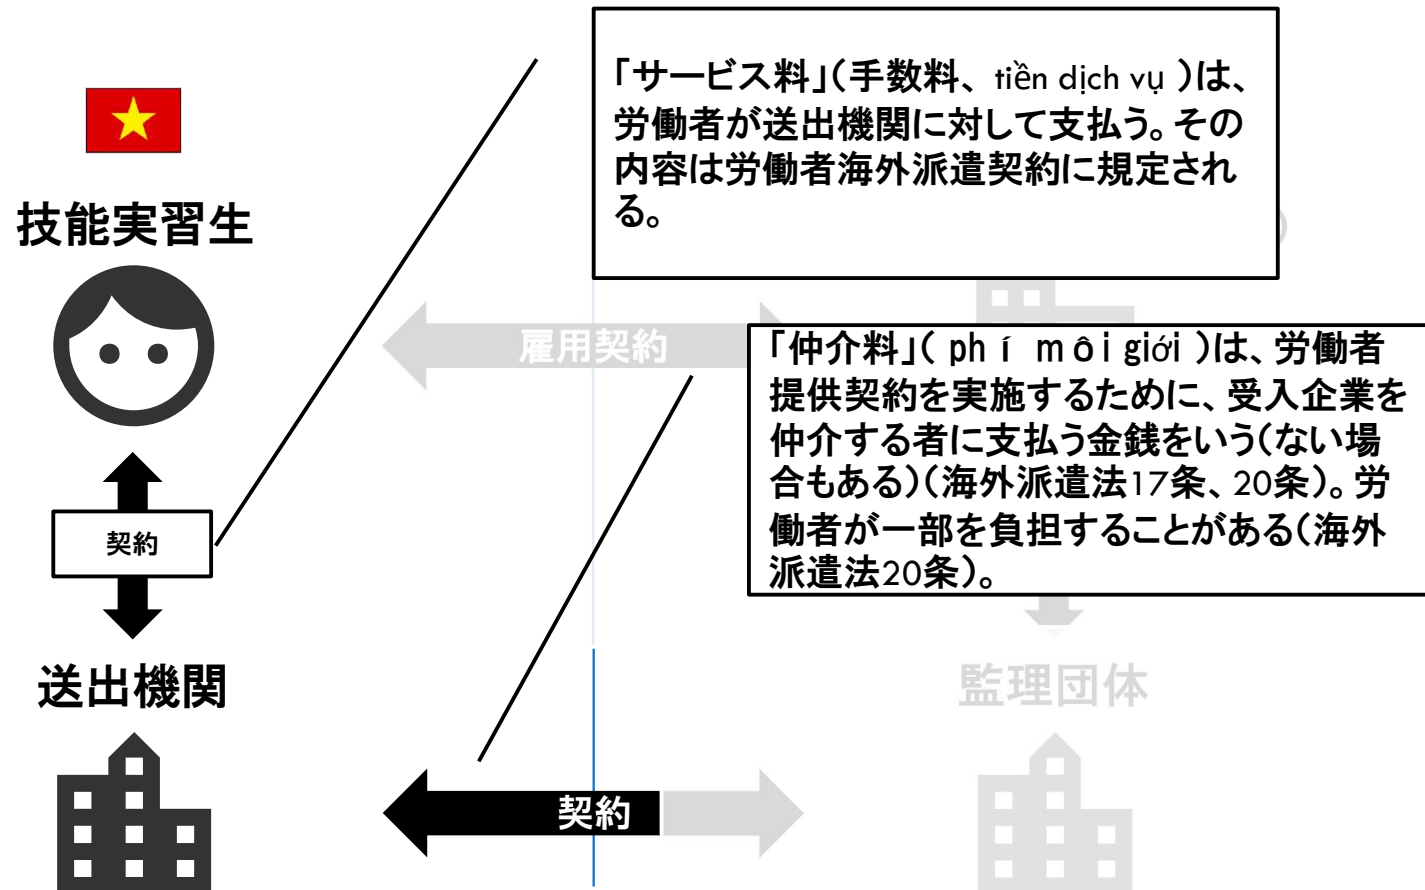 「サービス料」(手数料、 tiền dịch vụ )は、
労働者が送出機関に対して支払う。その
内容は労働者海外派遣契約に規定され
る。
技能実習生
雇用契約
「仲介料」( ph í m ô i giới )は、労働者
提供契約を実施するために、受入企業を
仲介する者に支払う金銭をいう(ない場
合もある)(海外派遣法17条、20条)。労
働者が一部を負担することがある(海外
派遣法20条)。
契約
送出機関
監理団体
契約